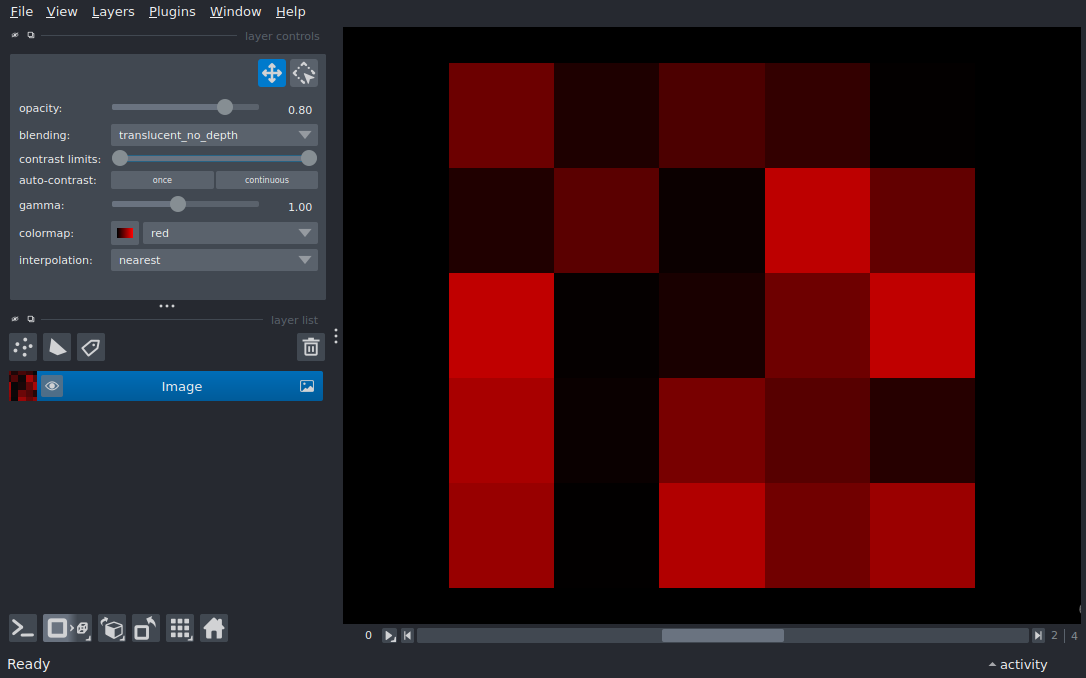 File View Layers Plugins Window Help
layer controls
opacity: 0.80
blending: translucent_no_depth
contrast limits:
auto-contrast: once continuous
gamma: 1.00
colormap: red
interpolation: nearest
layer list
Image
0 2 | 4
Ready activity